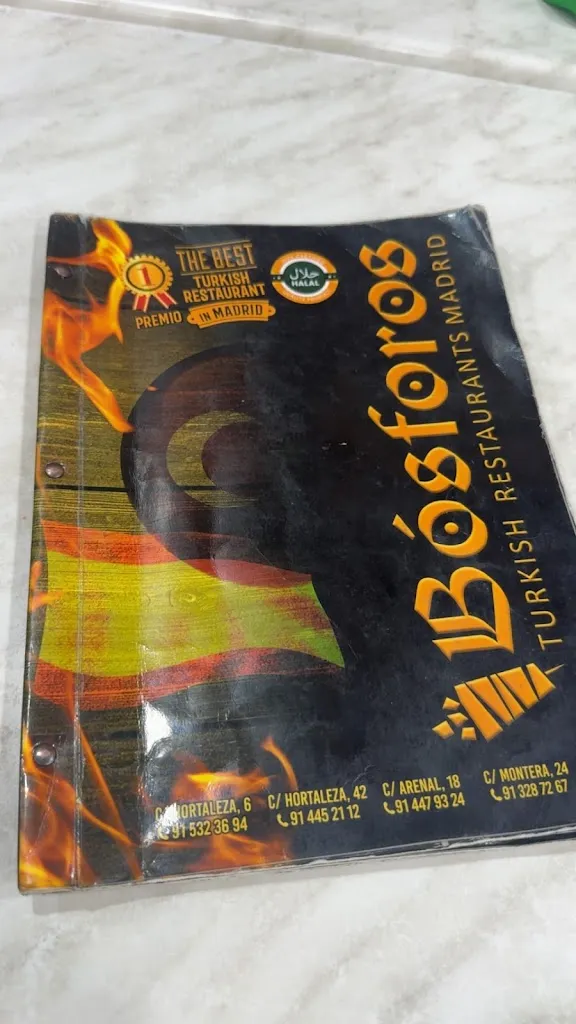 THE BEST
TURKISH
RESTAURANT
PREMIO IN MADRID
1
حلال
HALAL
Bósforos
TURKISH RESTAURANTS MADRID
C/ HORTALEZA, 6
91 532 36 94
C/ HORTALEZA, 42
91 445 21 12
C/ ARENAL, 18
91 447 93 24
C/ MONTERA, 24
91 328 72 67